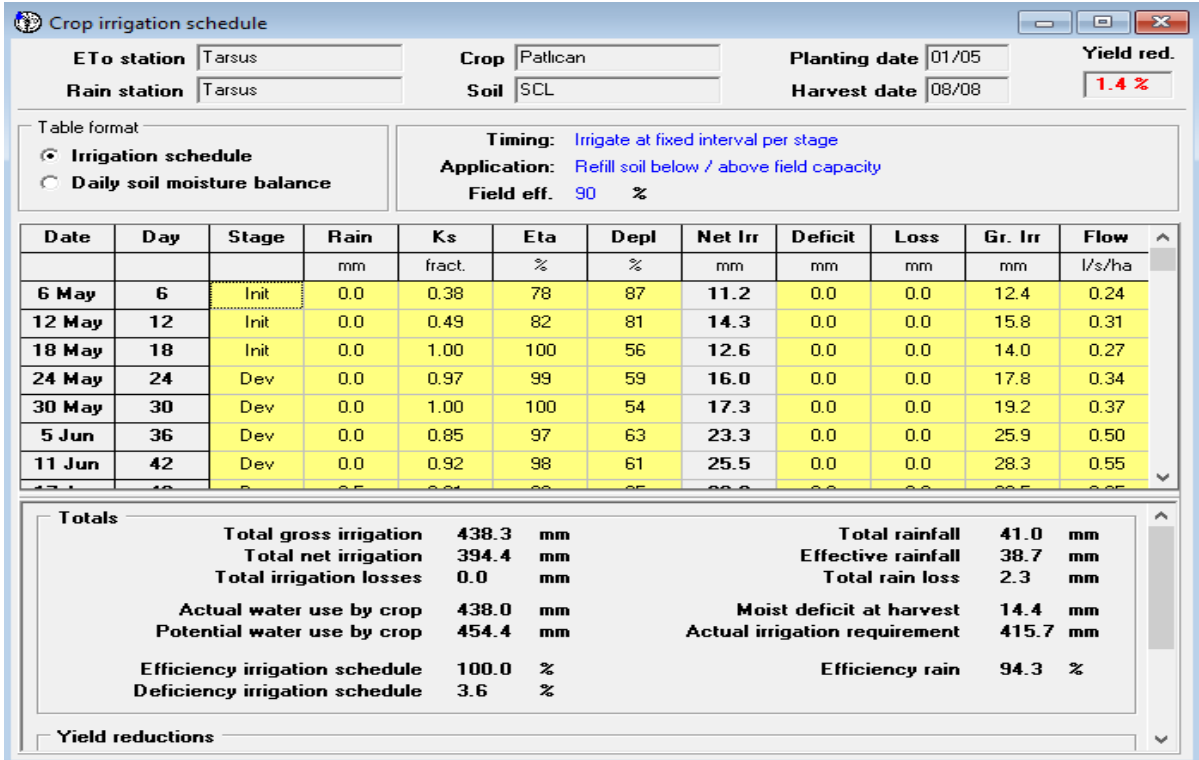 Crop irrigation schedule
ETo station Tarsus Crop Patlıcan Planting date 01/05 Yield red.
Rain station Tarsus Soil SCL Harvest date 08/08 1.4 %
Table format
Irrigation schedule
Daily soil moisture balance
Timing: Irrigate at fixed interval per stage
Application: Refill soil below / above field capacity
Field eff. 90 %
Date Day Stage Rain Ks Eta Depl Net Irr Deficit Loss Gr. Irr Flow
mm fract. % % mm mm mm mm l/s/ha
6 May 6 Init 0.0 0.38 78 87 11.2 0.0 0.0 12.4 0.24
12 May 12 Init 0.0 0.49 82 81 14.3 0.0 0.0 15.8 0.31
18 May 18 Init 0.0 1.00 100 56 12.6 0.0 0.0 14.0 0.27
24 May 24 Dev 0.0 0.97 99 59 16.0 0.0 0.0 17.8 0.34
30 May 30 Dev 0.0 1.00 100 54 17.3 0.0 0.0 19.2 0.37
5 Jun 36 Dev 0.0 0.85 97 63 23.3 0.0 0.0 25.9 0.50
11 Jun 42 Dev 0.0 0.92 98 61 25.5 0.0 0.0 28.3 0.55
Totals
Total gross irrigation 438.3 mm Total rainfall 41.0 mm
Total net irrigation 394.4 mm Effective rainfall 38.7 mm
Total irrigation losses 0.0 mm Total rain loss 2.3 mm
Actual water use by crop 438.0 mm Moist deficit at harvest 14.4 mm
Potential water use by crop 454.4 mm Actual irrigation requirement 415.7 mm
Efficiency irrigation schedule 100.0 % Efficiency rain 94.3 %
Deficiency irrigation schedule 3.6 %
Yield reductions